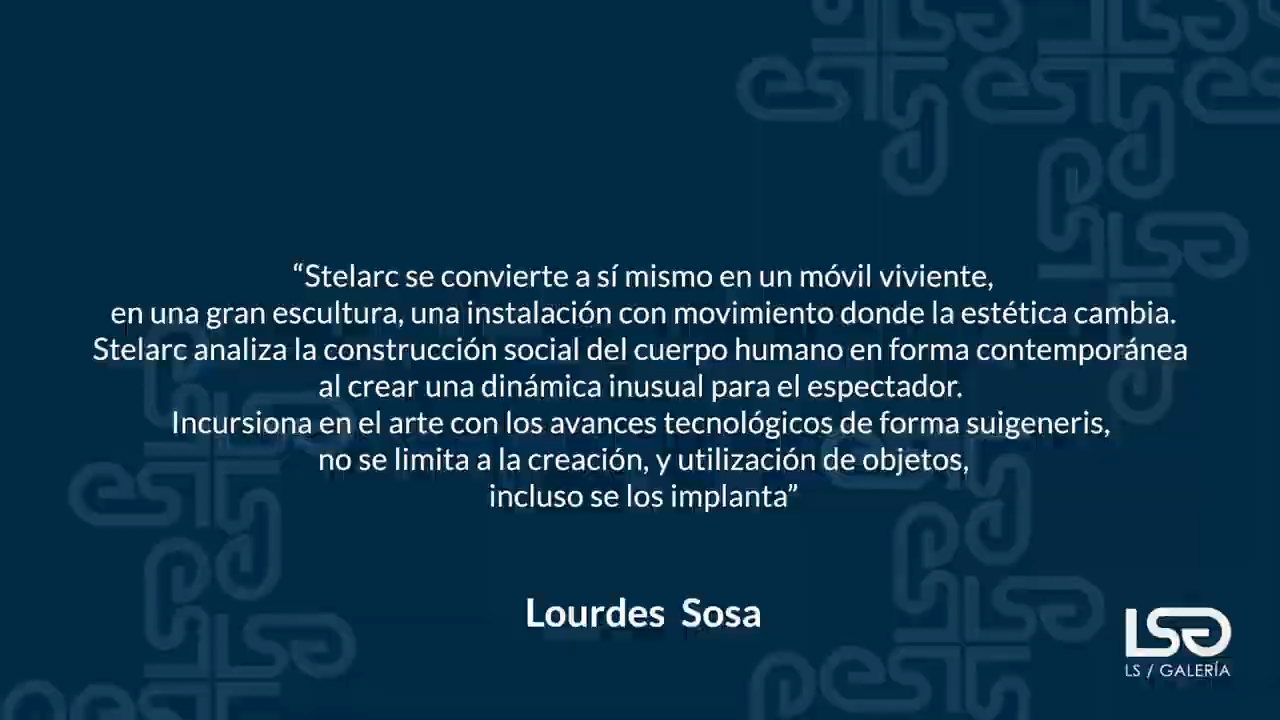 “Stelarc se convierte a sí mismo en un móvil viviente,
en una gran escultura, una instalación con movimiento donde la estética cambia.
Stelarc analiza la construcción social del cuerpo humano en forma contemporánea
al crear una dinámica inusual para el espectador.
Incursiona en el arte con los avances tecnológicos de forma suigeneris,
no se limita a la creación, y utilización de objetos,
incluso se los implanta”
Lourdes Sosa
LSG
LS / GALERÍA